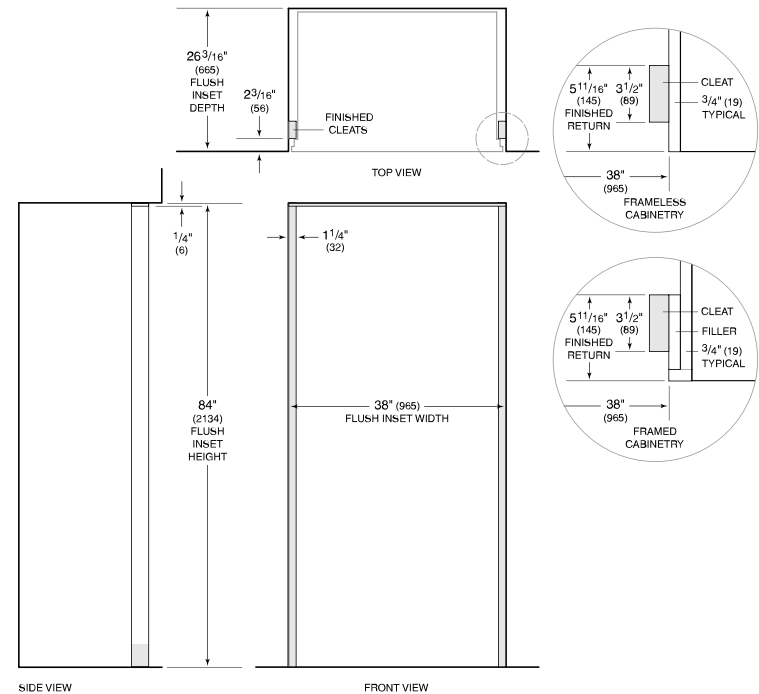 26 3/16"
(665)
FLUSH
INSET
DEPTH
2 3/16"
(56)
FINISHED
CLEATS
TOP VIEW
5 11/16"
(145)
FINISHED
RETURN
3 1/2"
(89)
CLEAT
3/4" (19)
TYPICAL
38"
(965)
FRAMELESS
CABINETRY
1/4"
(6)
1 1/4"
(32)
5 11/16"
(145)
FINISHED
RETURN
3 1/2"
(89)
CLEAT
FILLER
3/4" (19)
TYPICAL
38"
(965)
FRAMED
CABINETRY
84"
(2134)
FLUSH
INSET
HEIGHT
38" (965)
FLUSH INSET WIDTH
SIDE VIEW
FRONT VIEW